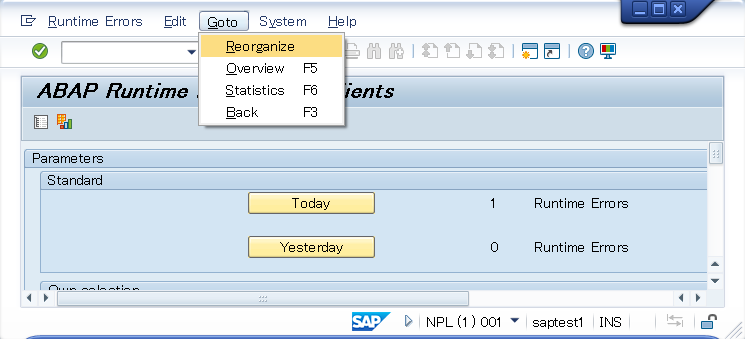 Runtime Errors Edit Goto System Help
Reorganize
Overview F5
Statistics F6
Back F3
ABAP Runtime
ients
Parameters
Standard
Today 1 Runtime Errors
Yesterday 0 Runtime Errors
Own selection
SAP NPL (1) 001 saptest1 INS